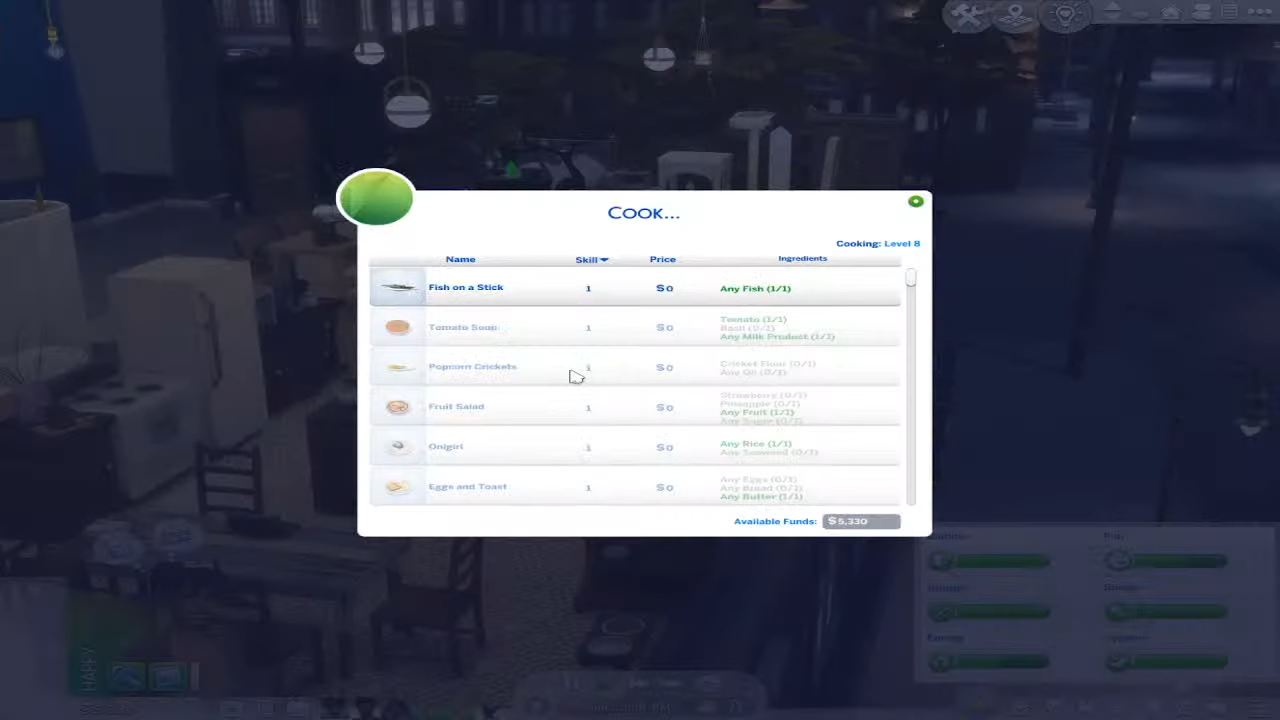 Cook...
Cooking: Level 8
Name Skill Price Ingredients
Fish on a Stick 1 $0 Any Fish (1/1)
Tomato Soup 1 $0 Tomato (1/1)
Basil (0/1)
Any Milk Product (1/1)
Popcorn Crickets 1 $0 Cricket Flour (0/1)
Any Oil (0/1)
Fruit Salad 1 $0 Strawberry (0/1)
Pineapple (0/1)
Any Fruit (1/1)
Any Sugar (0/1)
Onigiri 1 $0 Any Rice (1/1)
Any Seaweed (0/1)
Eggs and Toast 1 $0 Any Eggs (0/1)
Any Bread (0/1)
Any Butter (1/1)
Available Funds: $5,330
Fun
Energy
HAPPY